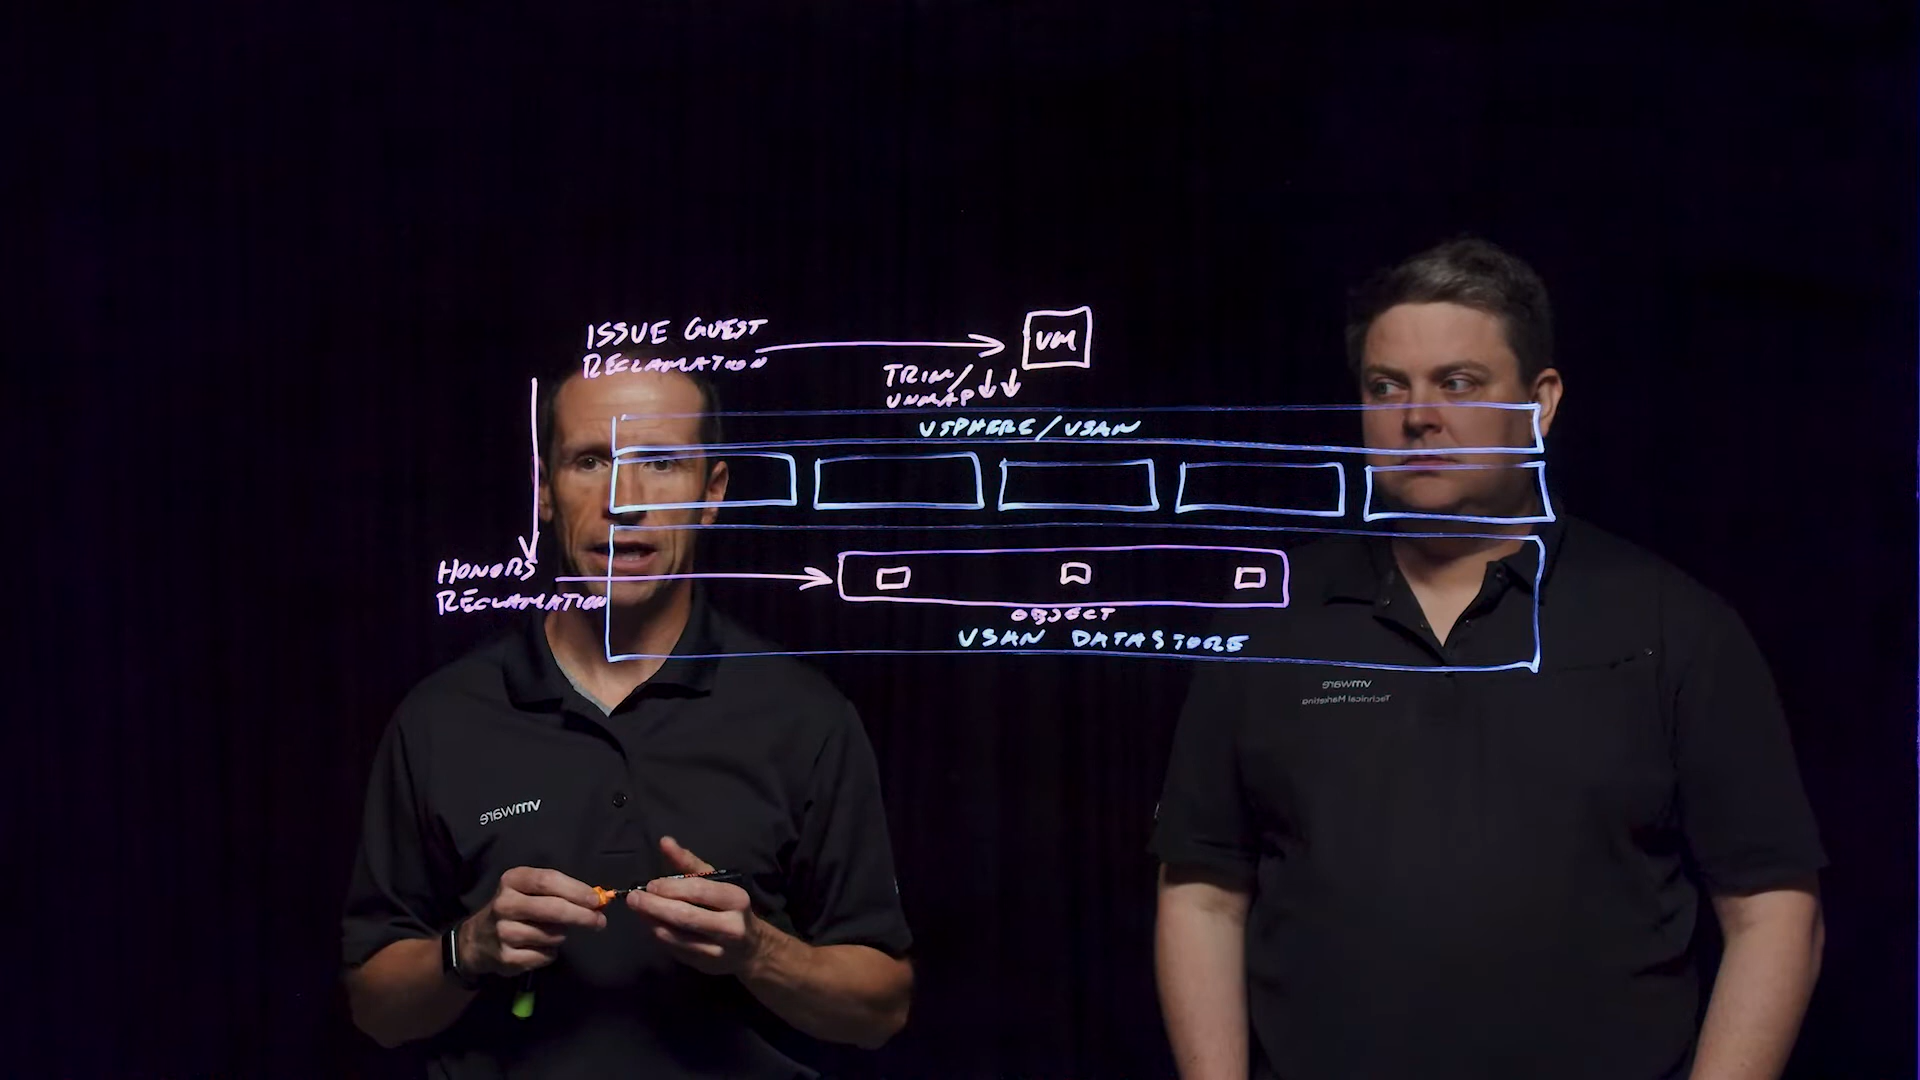 ISSUE GUEST
RECLAMATION
VM
TRIM/
UNMAP
VSPHERE/VSAN
HONORS
RECLAMATION
OBJECT
VSAN DATASTORE
vmware
Technical Marketing
vmware